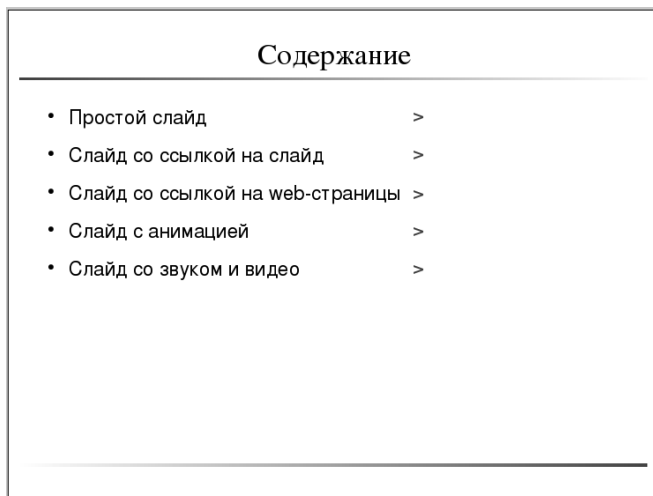 Содержание
• Простой слайд >
• Слайд со ссылкой на слайд >
• Слайд со ссылкой на web-страницы >
• Слайд с анимацией >
• Слайд со звуком и видео >